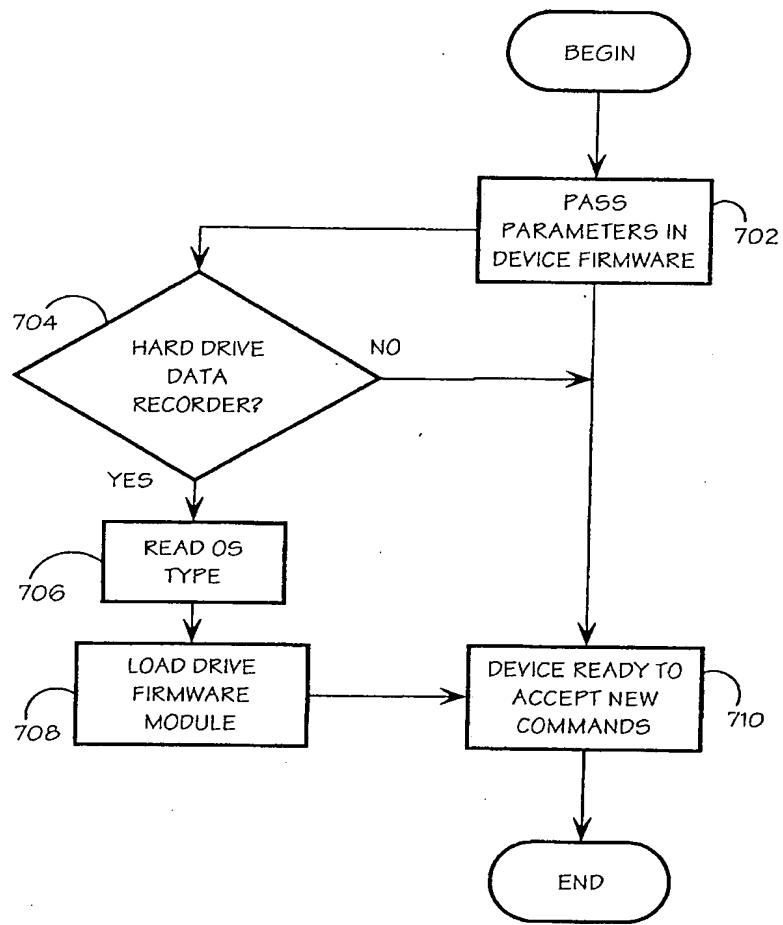 BEGIN
PASS
PARAMETERS IN
DEVICE FIRMWARE
702
704
HARD DRIVE
DATA
RECORDER?
NO
YES
READ OS
TYPE
706
LOAD DRIVE
FIRMWARE
MODULE
708
DEVICE READY TO
ACCEPT NEW
COMMANDS
710
END